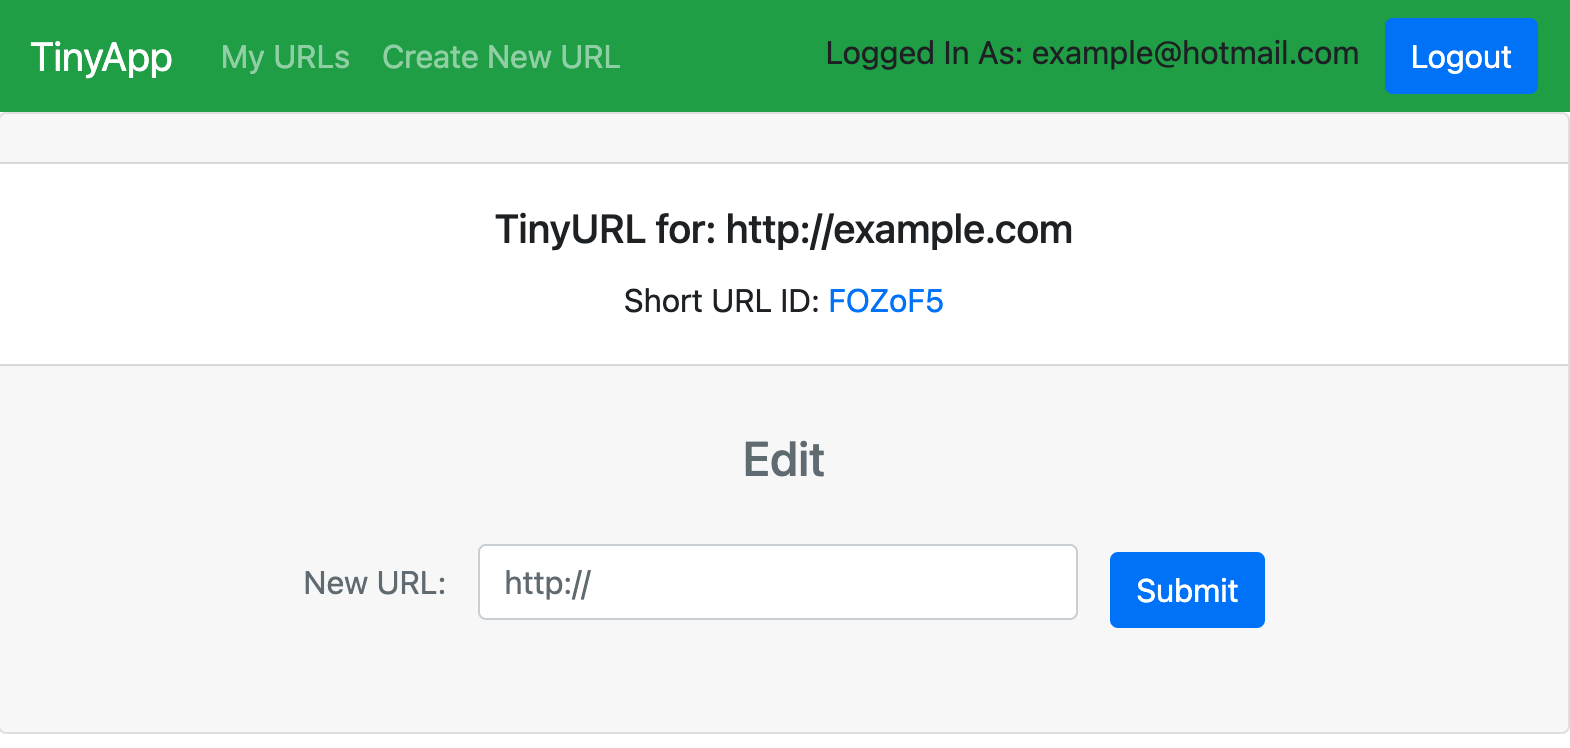 TinyApp My URLs Create New URL Logged In As: example@hotmail.com Logout
TinyURL for: http://example.com
Short URL ID: FOZoF5
Edit
New URL: http:// Submit